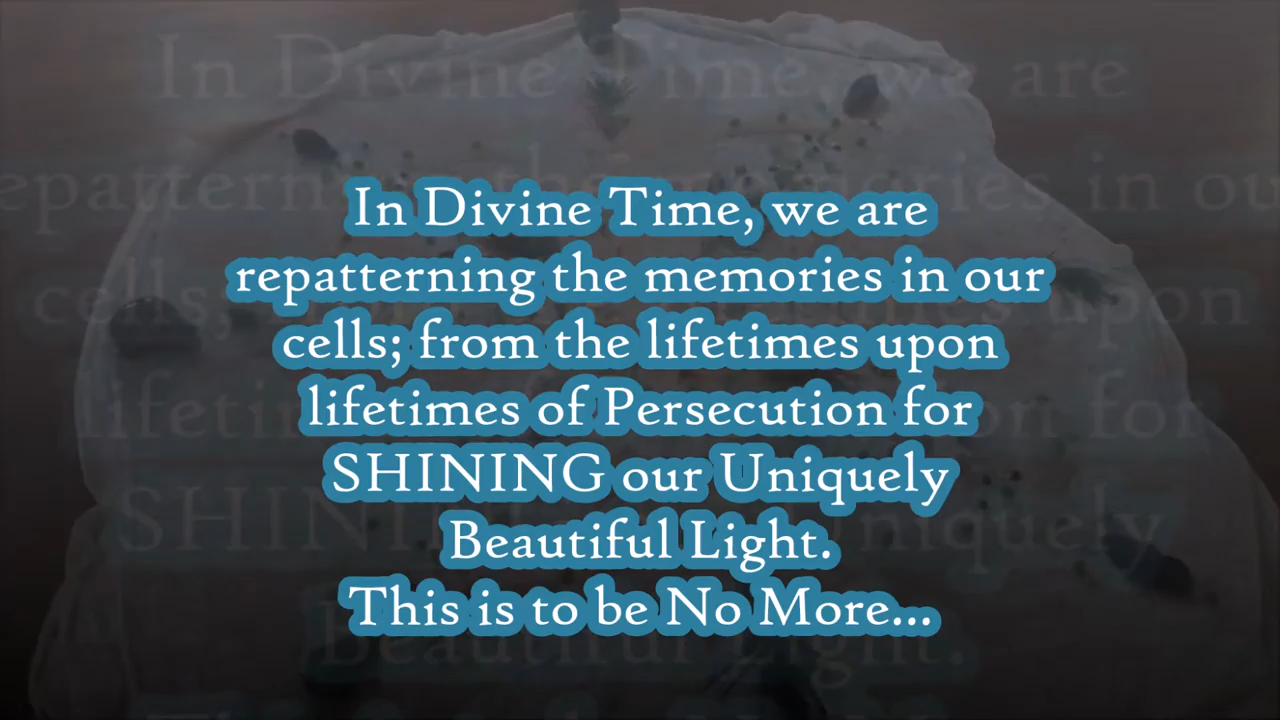 In Divine Time, we are
repatterning the memories in our
cells; from the lifetimes upon
lifetimes of Persecution for
SHINING our Uniquely
Beautiful Light.
This is to be No More...